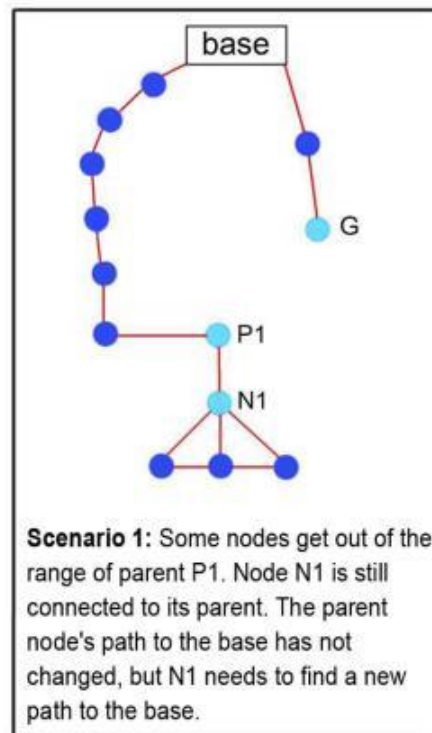 base
G
P1
N1
Scenario 1: Some nodes get out of the
range of parent P1. Node N1 is still
connected to its parent. The parent
node's path to the base has not
changed, but N1 needs to find a new
path to the base.